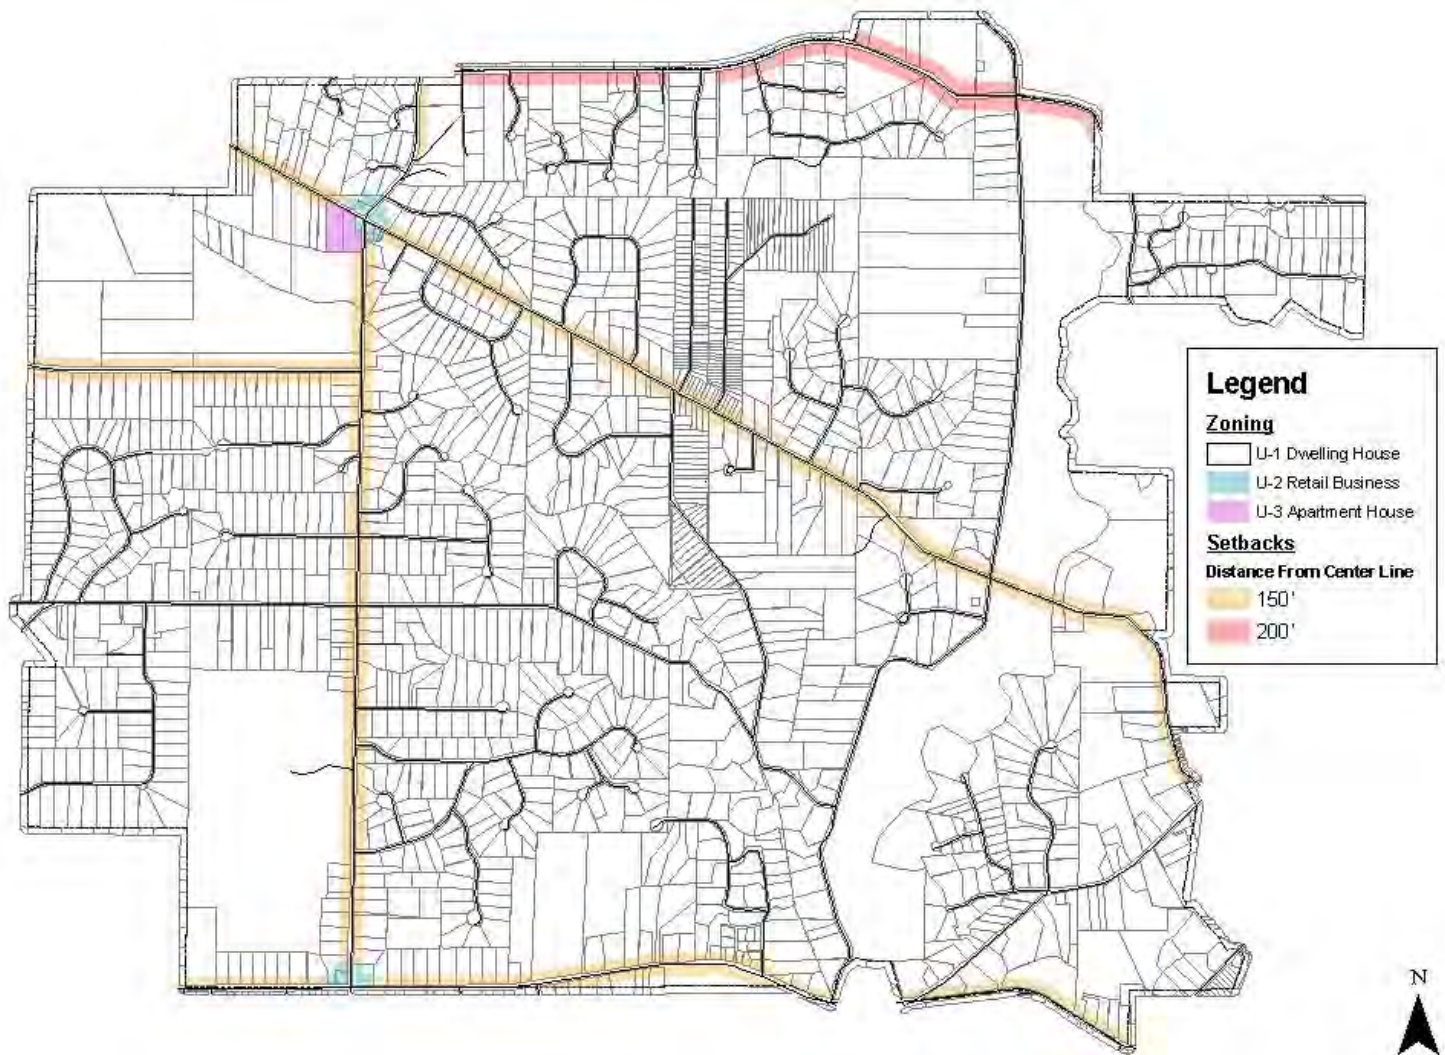 Legend
Zoning
U-1 Dwelling House
U-2 Retail Business
U-3 Apartment House
Setbacks
Distance From Center Line
150'
200'
N